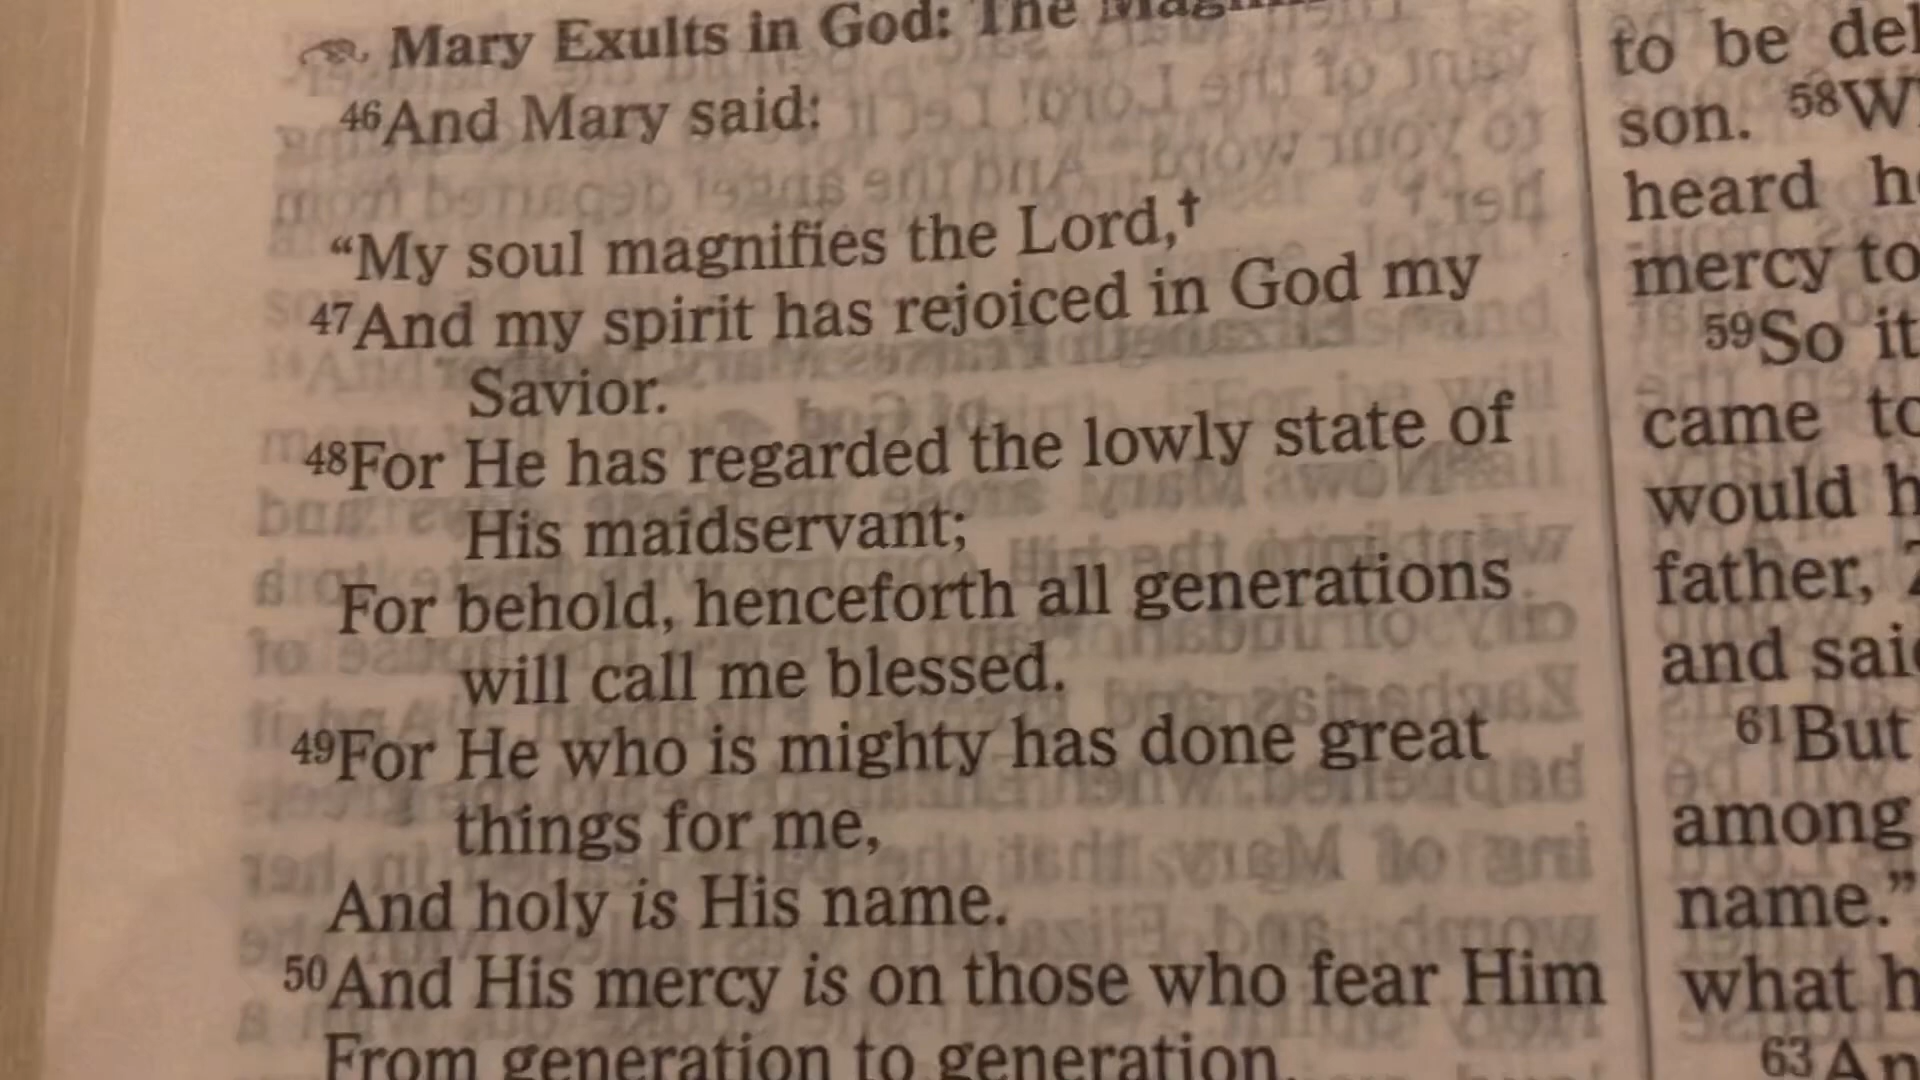 Mary Exults in God: The
46And Mary said:
“My soul magnifies the Lord,†
47And my spirit has rejoiced in God my
Savior.
48For He has regarded the lowly state of
His maidservant;
For behold, henceforth all generations
will call me blessed.
49For He who is mighty has done great
things for me,
And holy is His name.
50And His mercy is on those who fear Him
From generation to generation.
to be
son. 58
heard
mercy to
59So it
came
would
father,
and
61But
among
name.”
what
63